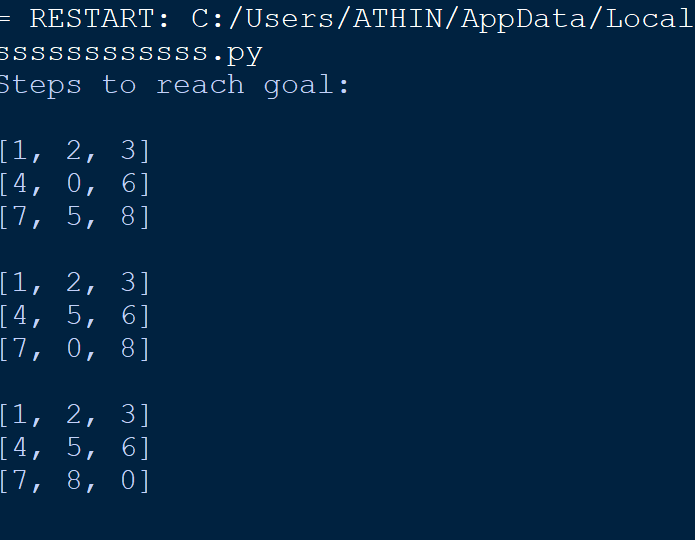 = RESTART: C:/Users/ATHIN/AppData/Local
ssssssssssss.py
Steps to reach goal:
[1, 2, 3]
[4, 0, 6]
[7, 5, 8]
[1, 2, 3]
[4, 5, 6]
[7, 0, 8]
[1, 2, 3]
[4, 5, 6]
[7, 8, 0]